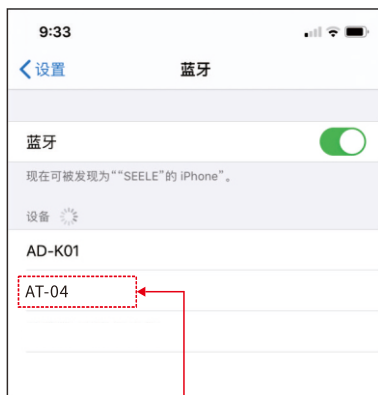 9:33
设置
蓝牙
蓝牙
现在可被发现为““SEELE”的 iPhone”。
设备
AD-K01
AT-04